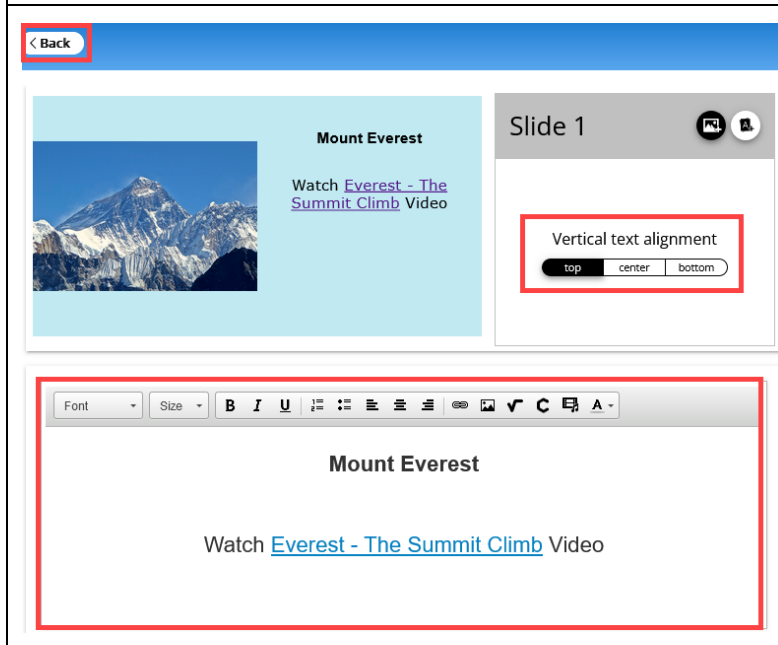 Back
Mount Everest
Watch Everest - The
Summit Climb Video
Slide 1
Vertical text alignment
top center bottom
Font Size B I U A
Mount Everest
Watch Everest - The Summit Climb Video